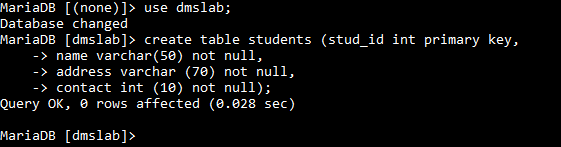 MariaDB [(none)]> use dmslab;
Database changed
MariaDB [dmslab]> create table students (stud_id int primary key,
    -> name varchar(50) not null,
    -> address varchar (70) not null,
    -> contact int (10) not null);
Query OK, 0 rows affected (0.028 sec)
MariaDB [dmslab]>